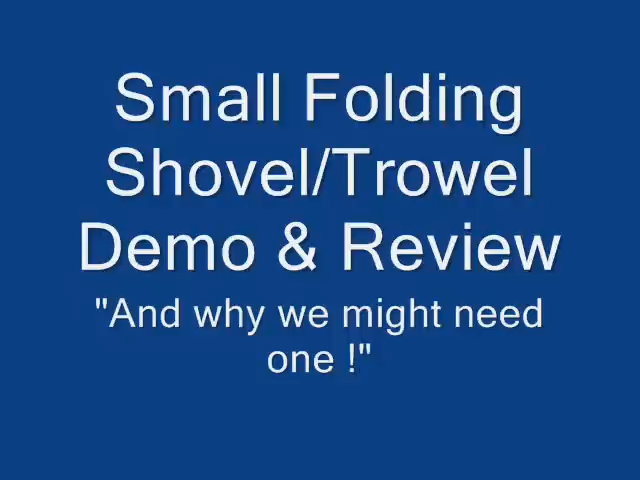 Small Folding
Shovel/Trowel
Demo & Review
"And why we might need
one !"